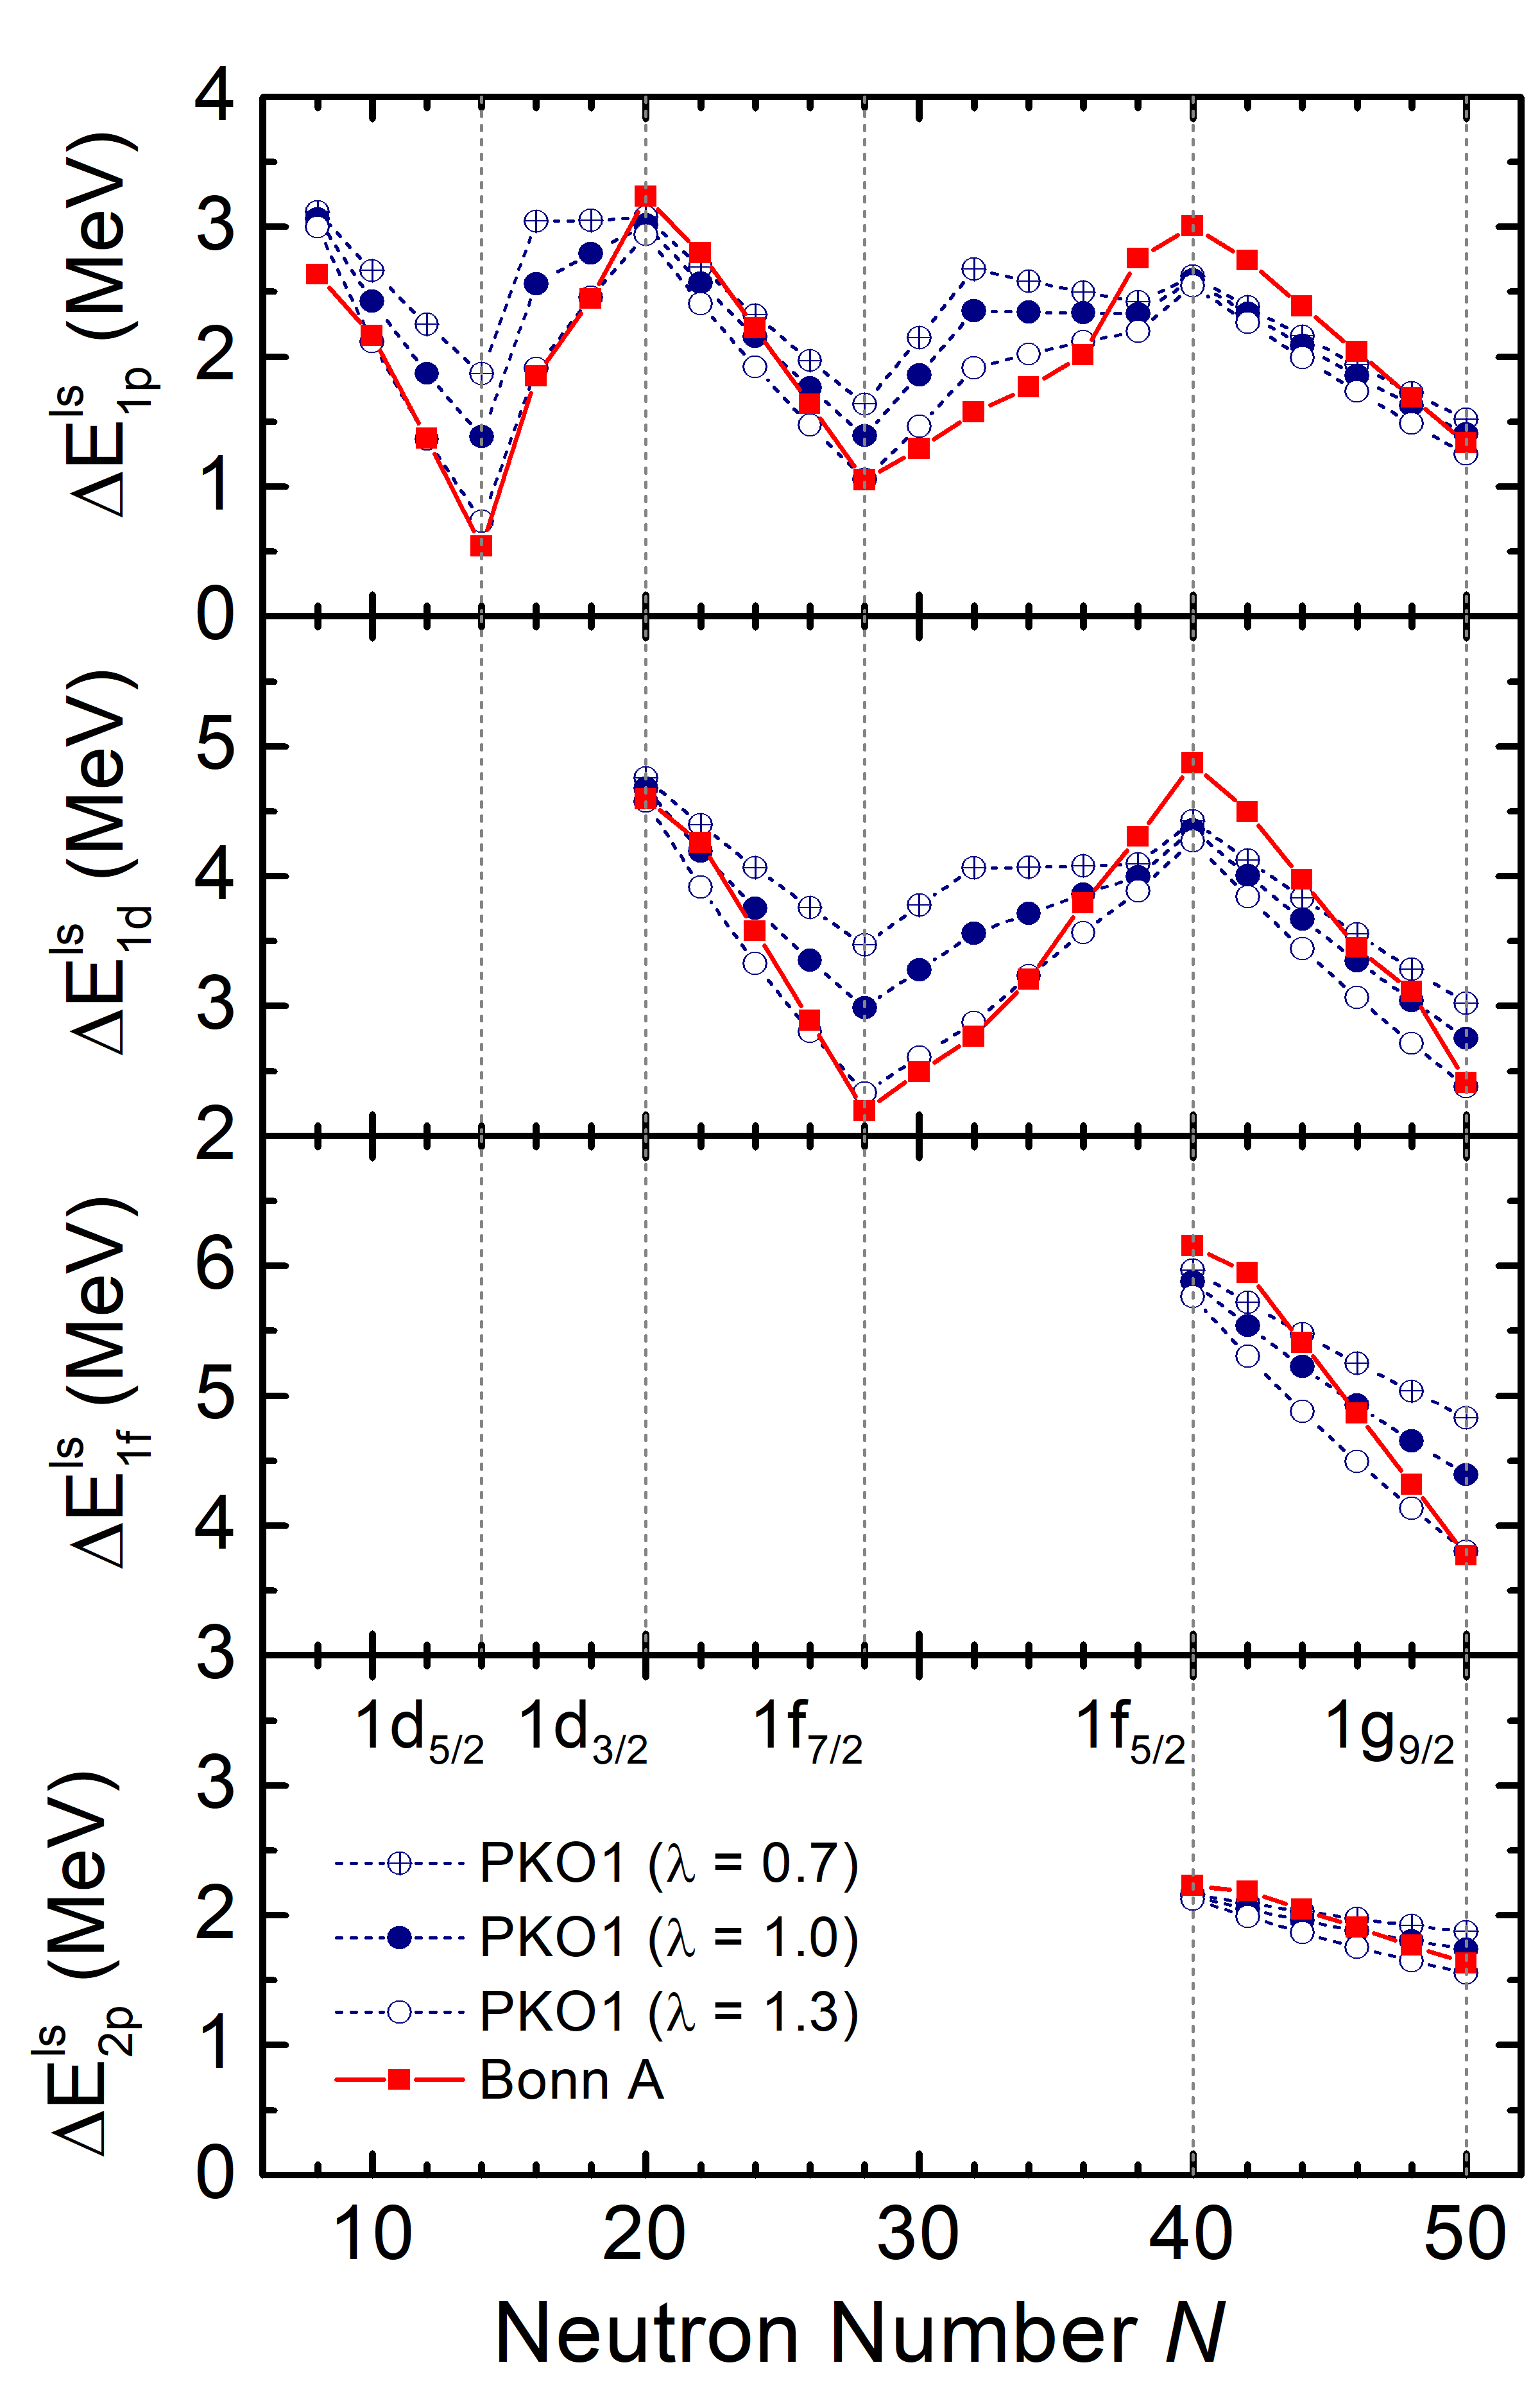 ΔE^ls_1p (MeV)
4
3
2
1
0
ΔE^ls_1d (MeV)
5
4
3
2
ΔE^ls_1f (MeV)
6
5
4
3
ΔE^ls_2p (MeV)
3
2
1
0
1d5/2 1d3/2 1f7/2 1f5/2 1g9/2
PKO1 (λ = 0.7)
PKO1 (λ = 1.0)
PKO1 (λ = 1.3)
Bonn A
10 20 30 40 50
Neutron Number N